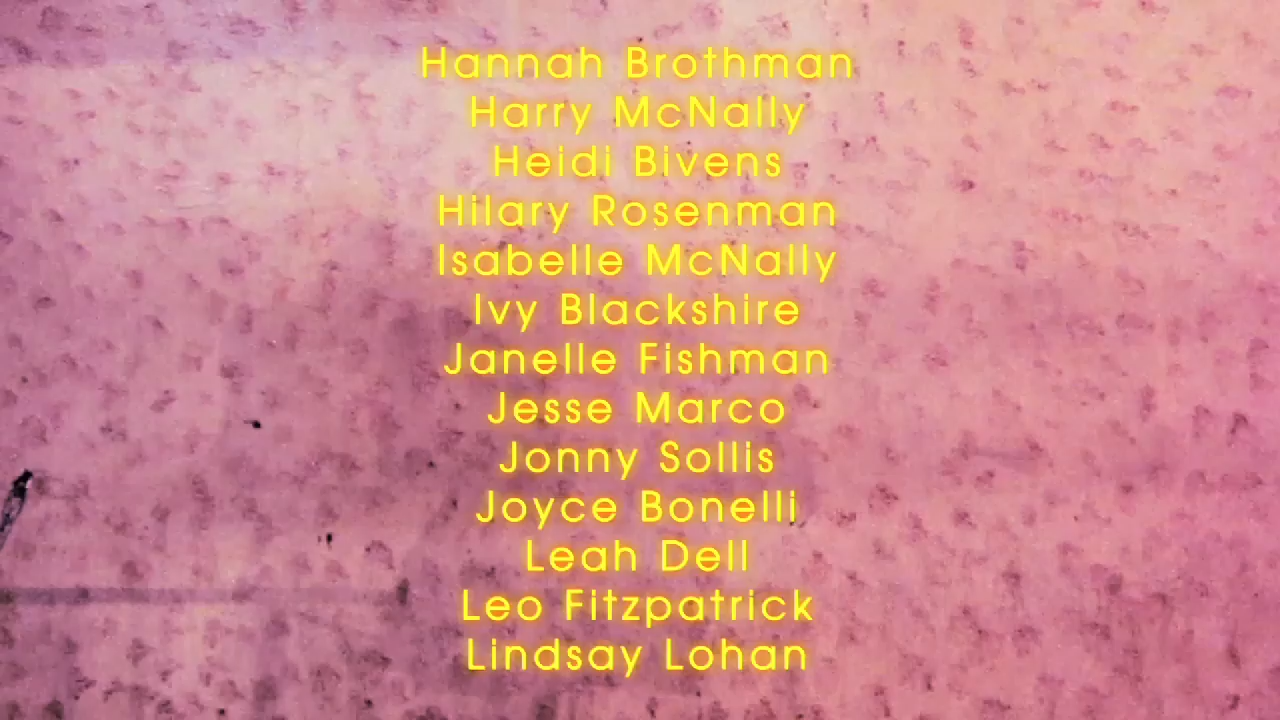 Hannah Brothman
Harry McNally
Heidi Bivens
Hilary Rosenman
Isabelle McNally
Ivy Blackshire
Janelle Fishman
Jesse Marco
Jonny Sollis
Joyce Bonelli
Leah Dell
Leo Fitzpatrick
Lindsay Lohan